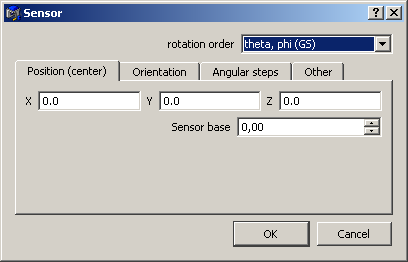 Sensor
rotation order theta, phi (GS)
Position (center) Orientation Angular steps Other
X 0.0 Y 0.0 Z 0.0
Sensor base 0,00
OK Cancel